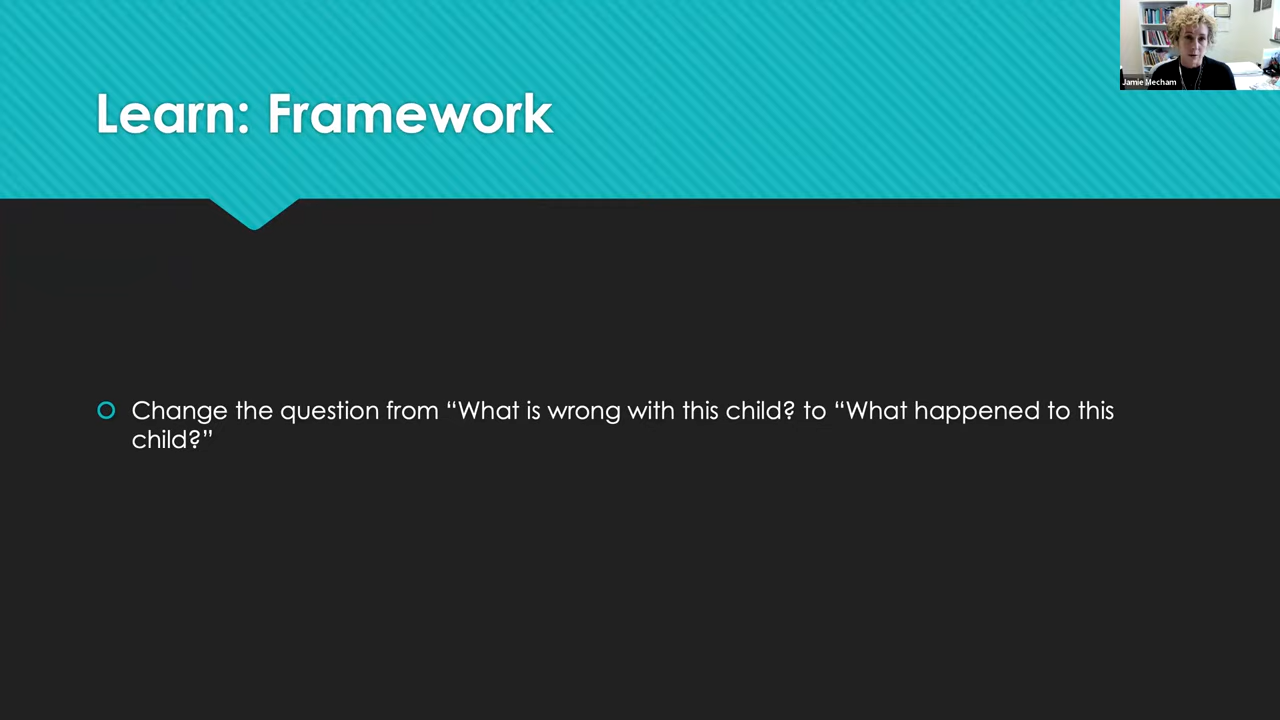 Learn: Framework
Jamie Mecham
Change the question from “What is wrong with this child? to “What happened to this
child?”